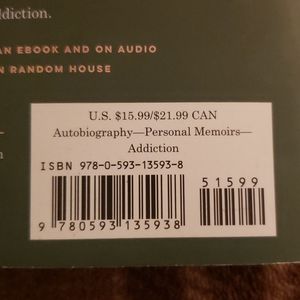 ddiction.
AN EBOOK AND ON AUDIO
N RANDOM HOUSE
U.S. $15.99/$21.99 CAN
Autobiography—Personal Memoirs—
Addiction
ISBN 978-0-593-13593-8
51599
9 780593 135938